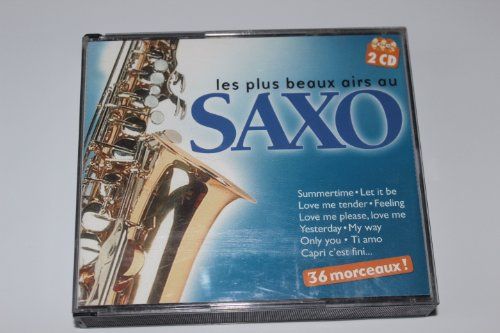 2 CD
les plus beaux airs au
SAXO
Summertime • Let it be
Love me tender • Feeling
Love me please, love me
Yesterday • My way
Only you • Ti amo
Capri c'est fini...
36 morceaux !